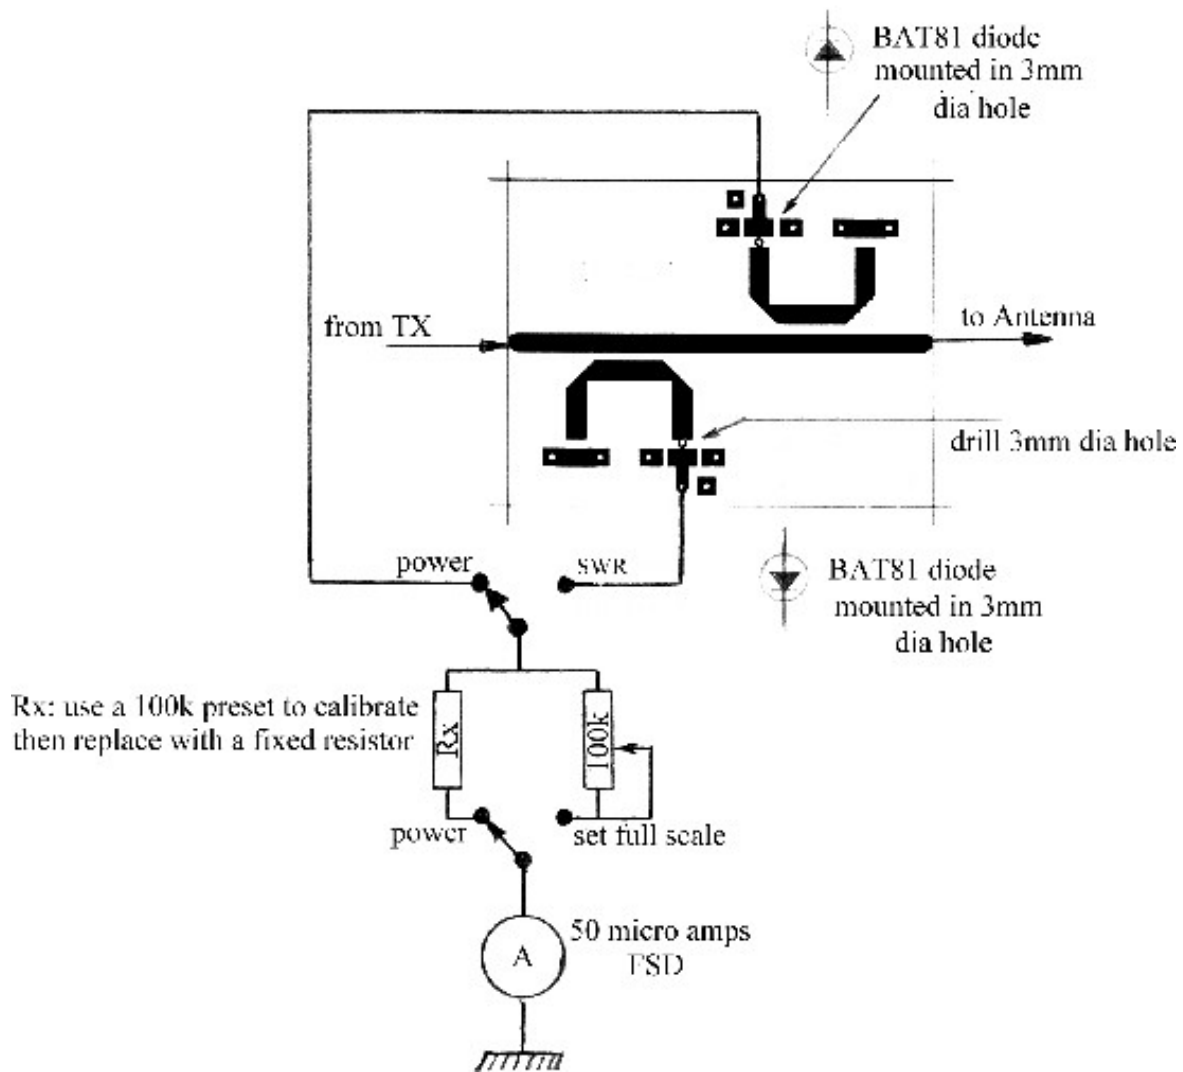 BAT81 diode
mounted in 3mm
dia hole
from TX
to Antenna
drill 3mm dia hole
power
SWR
BAT81 diode
mounted in 3mm
dia hole
Rx: use a 100k preset to calibrate
then replace with a fixed resistor
Rx
100k
power
set full scale
50 micro amps
FSD
A